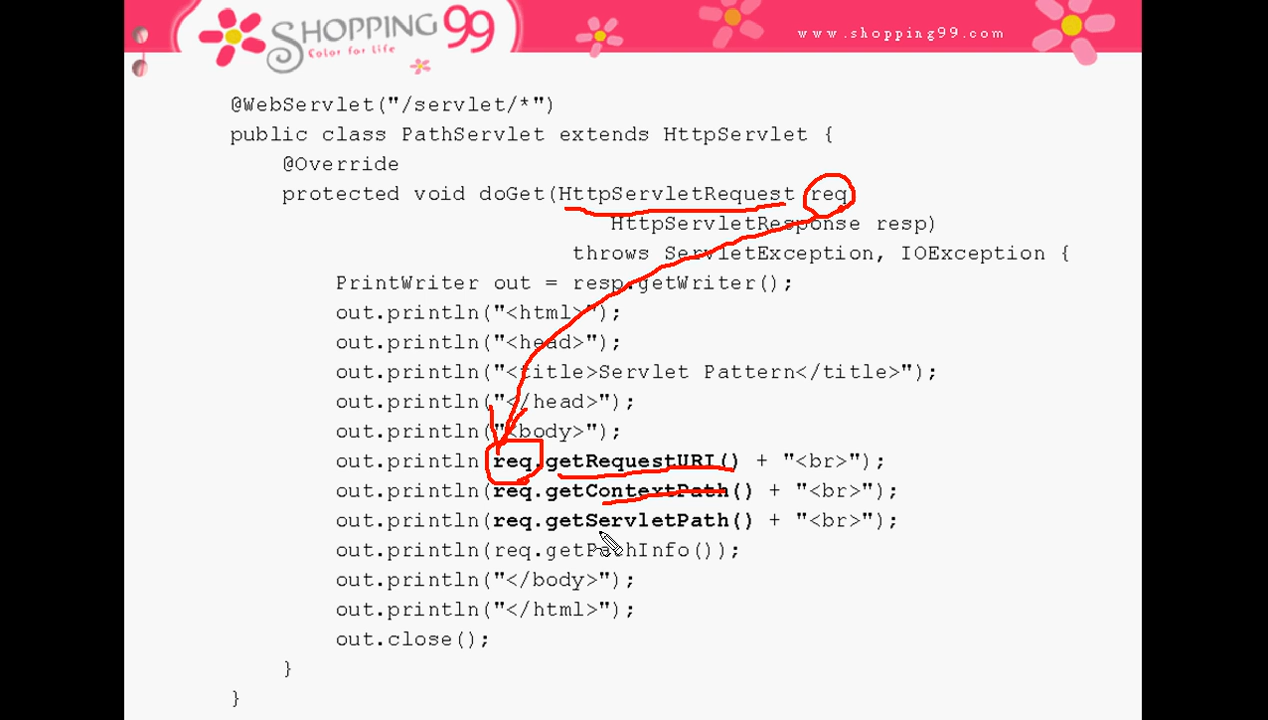 SHOPPING 99
Color for Life
www.shopping99.com
@WebServlet("/servlet/*")
public class PathServlet extends HttpServlet {
@Override
protected void doGet(HttpServletRequest req
HttpServletResponse resp)
throws ServletException, IOException {
PrintWriter out = resp.getWriter();
out.println("<html>");
out.println("<head>");
out.println("<title>Servlet Pattern</title>");
out.println("</head>");
out.println("<body>");
out.println(req.getRequestURI() + "<br>");
out.println(req.getContextPath() + "<br>");
out.println(req.getServletPath() + "<br>");
out.println(req.getPathInfo());
out.println("</body>");
out.println("</html>");
out.close();
}
}